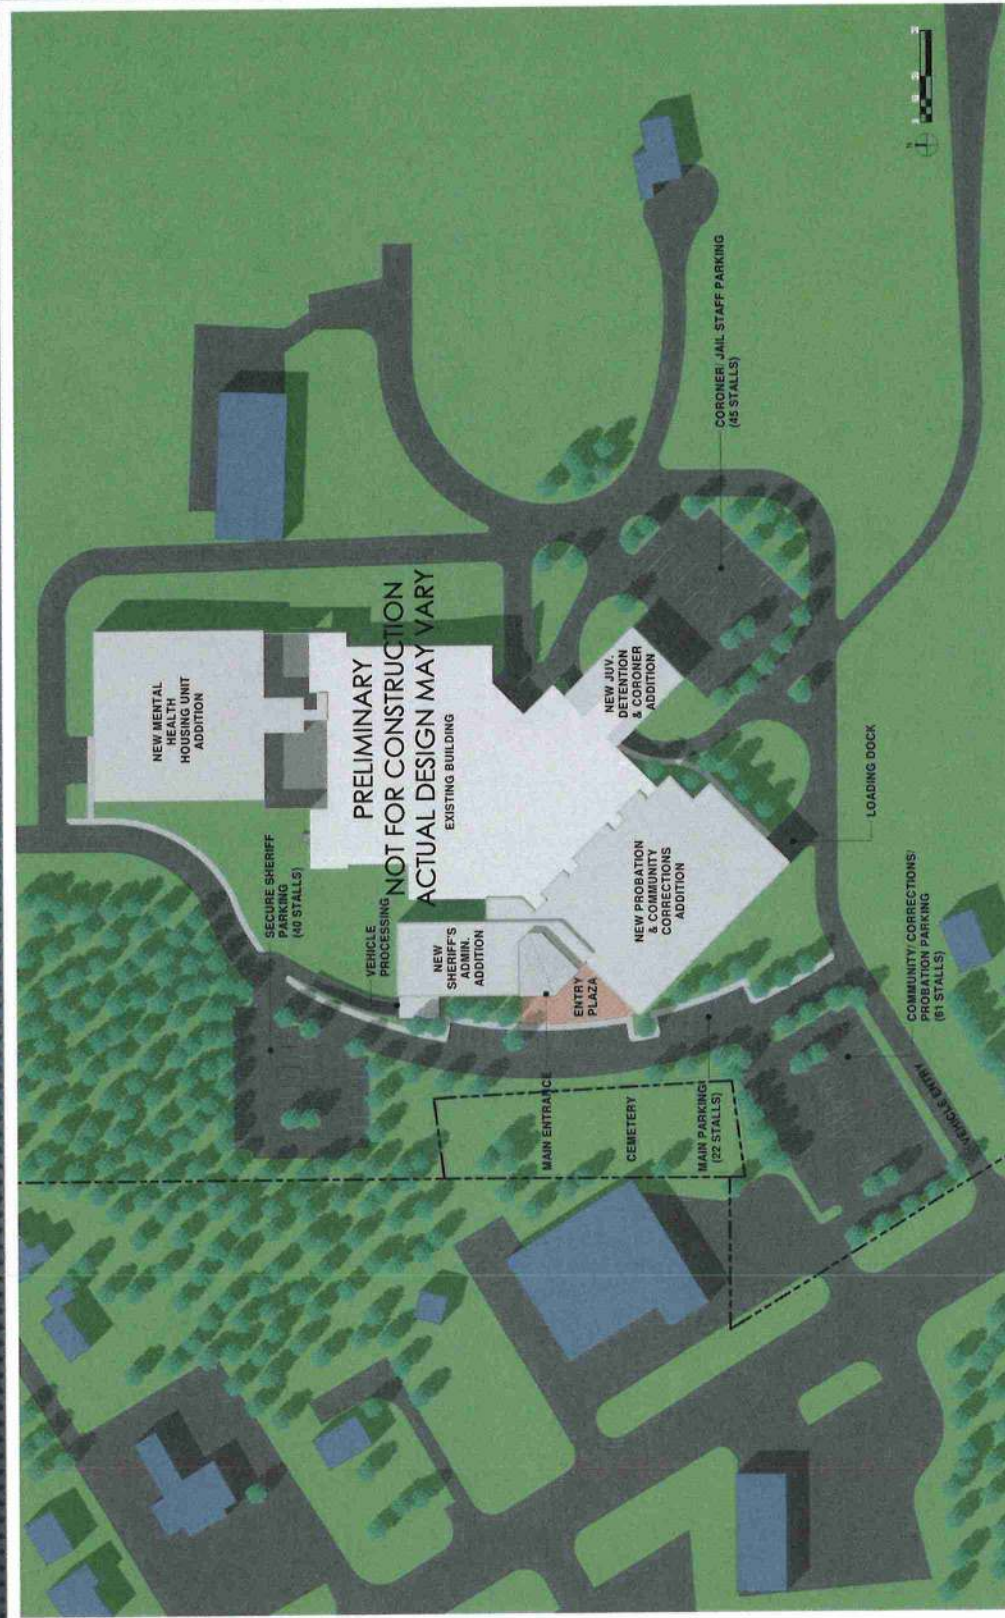 NEW MENTAL
HEALTH
HOUSING UNIT
ADDITION
SECURE SHERIFF
PARKING
(40 STALLS)
VEHICLE
PROCESSING
NEW
SHERIFF'S
ADMIN.
ADDITION
PRELIMINARY
NOT FOR CONSTRUCTION
ACTUAL DESIGN MAY VARY
EXISTING BUILDING
NEW JUV.
DETENTION
& CORONER
ADDITION
CORONER/ JAIL STAFF PARKING
(45 STALLS)
NEW PROBATION
& COMMUNITY
CORRECTIONS
ADDITION
ENTRY
PLAZA
LOADING DOCK
MAIN ENTRANCE
CEMETERY
MAIN PARKING
(22 STALLS)
COMMUNITY/ CORRECTIONS/
PROBATION PARKING
(61 STALLS)
VEHICLE ENTRY
N